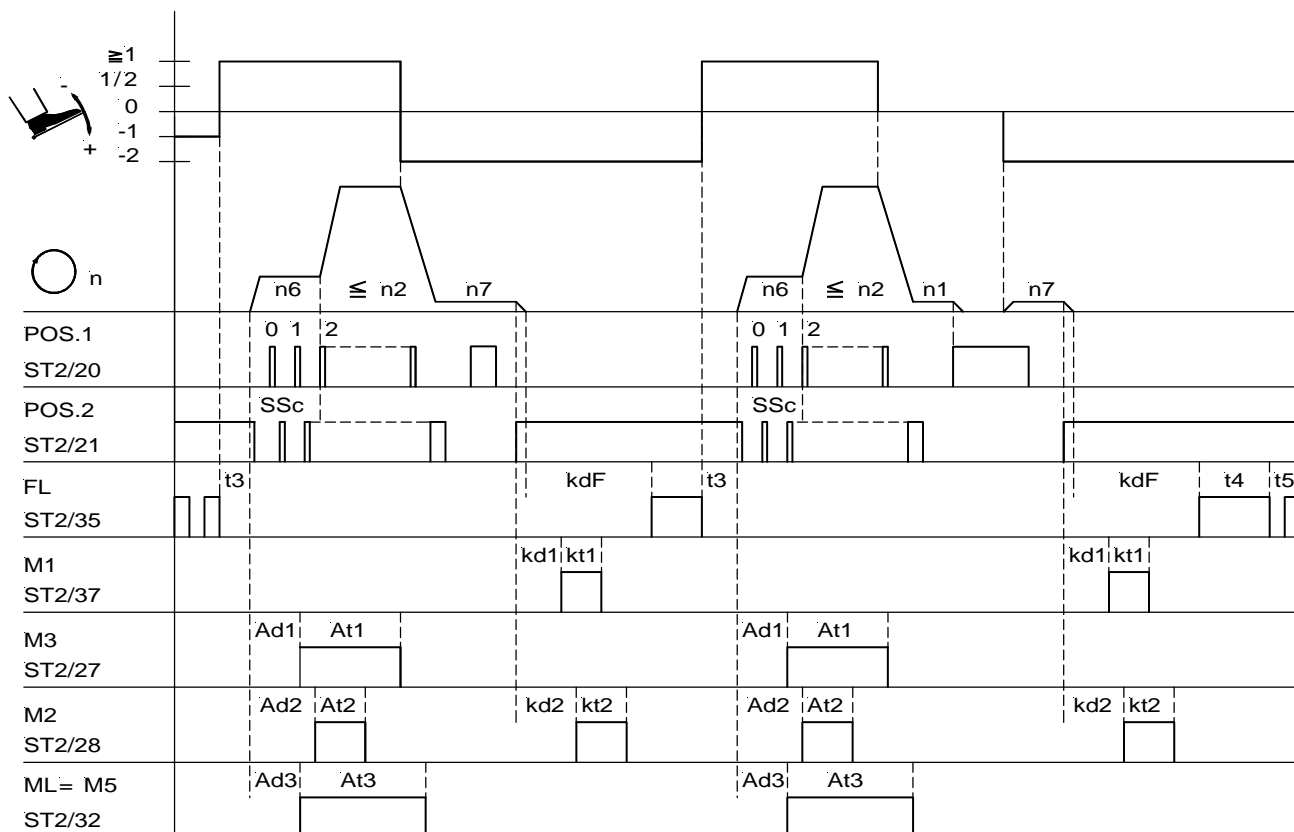 ≧1
1/2
-
0
-1
+
-2
n
n6 ≦ n2 n7 n6 ≦ n2 n1 n7
POS.1 0 1 2 0 1 2
ST2/20
POS.2 SSc SSc
ST2/21
FL t3 kdF t3 kdF t4 t5
ST2/35
M1 kd1 kt1 kd1 kt1
ST2/37
M3 Ad1 At1 Ad1 At1
ST2/27
M2 Ad2 At2 kd2 kt2 Ad2 At2 kd2 kt2
ST2/28
ML= M5 Ad3 At3 Ad3 At3
ST2/32